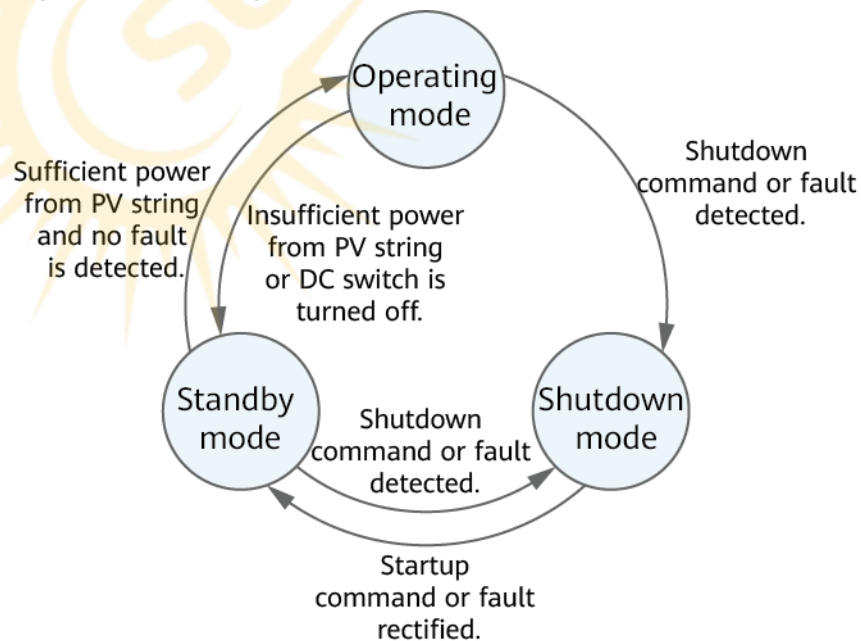 Operating
mode
Sufficient power
from PV string
and no fault
is detected.
Insufficient power
from PV string
or DC switch is
turned off.
Shutdown
command or fault
detected.
Standby
mode
Shutdown
command or fault
detected.
Shutdown
mode
Startup
command or fault
rectified.